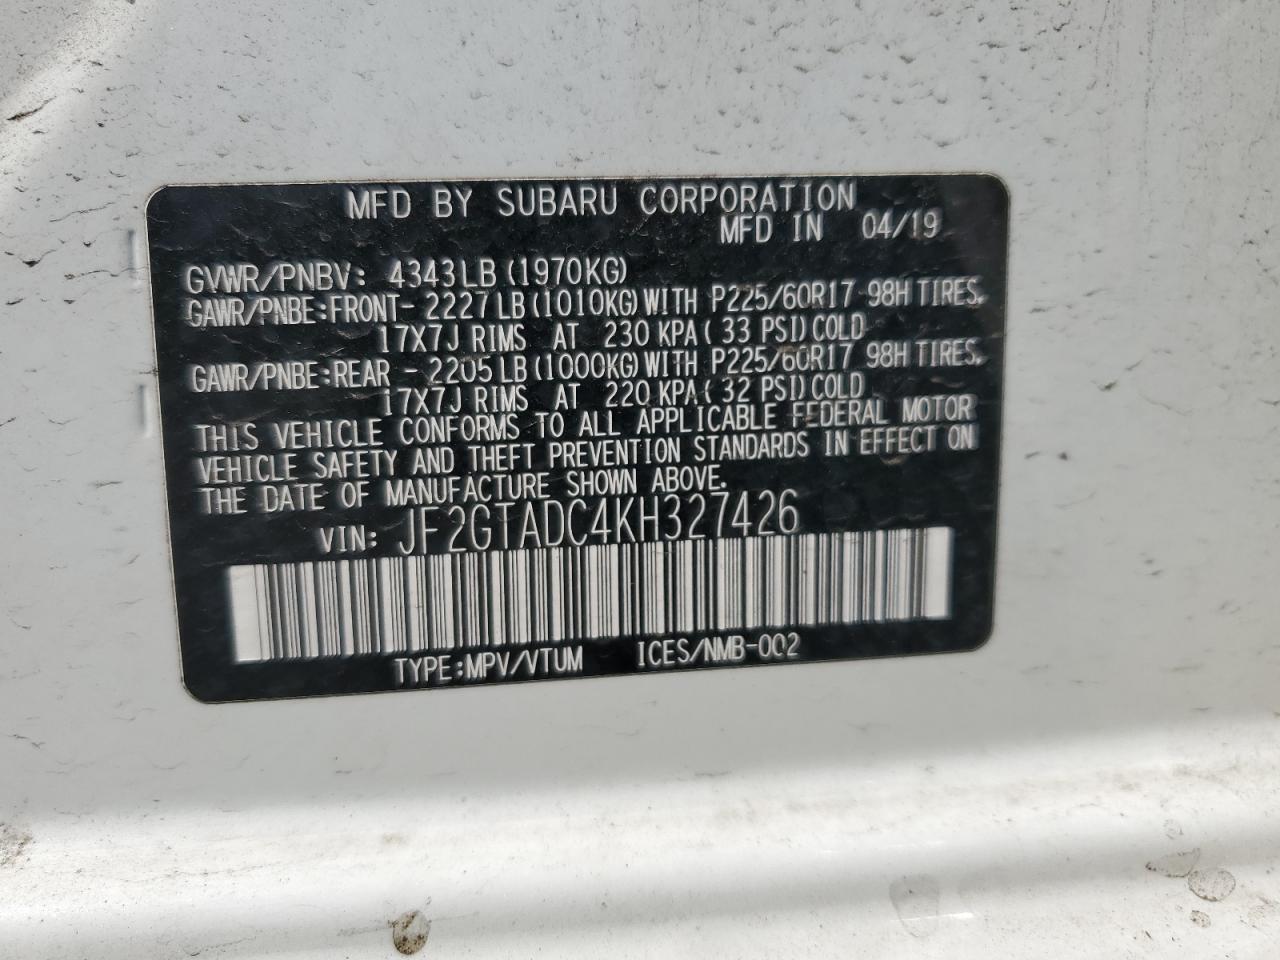 MFD BY SUBARU CORPORATION
MFD IN 04/19
GVWR/PNBV: 4343LB(1970KG)
GAWR/PNBE:FRONT- 2227LB(1010KG)WITH P225/60R17 98H TIRES,
17X7J RIMS AT 230 KPA( 33 PSI)COLD
GAWR/PNBE:REAR - 2205LB(1000KG)WITH P225/60R17 98H TIRES,
17X7J RIMS AT 220 KPA( 32 PSI)COLD
THIS VEHICLE CONFORMS TO ALL APPLICABLE FEDERAL MOTOR
VEHICLE SAFETY AND THEFT PREVENTION STANDARDS IN EFFECT ON
THE DATE OF MANUFACTURE SHOWN ABOVE.
VIN: JF2GTADC4KH327426
TYPE:MPV/VTUM ICES/NMB-002